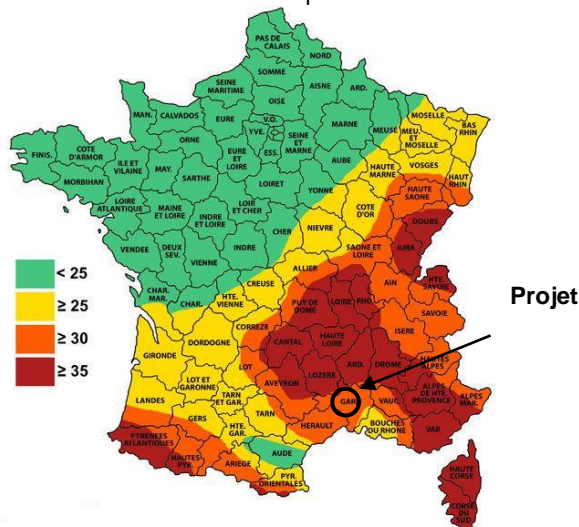 PAS DE
CALAIS
NORD
SOMME
SEINE
MARITIME
AISNE
ARD.
OISE
MAN.
CALVADOS
EURE
V.O.
YVE.
ESS.
SEINE
ET
MARNE
MARNE
MEUSE
MOSELLE
MEU.
ET
MOSELLE
BAS
RHIN
FINIS.
COTE
D'ARMOR
MORBIHAN
ILE ET
VILAINE
ORNE
MAY.
SARTHE
EURE
ET
LOIRE
AUBE
HAUTE
MARNE
VOSGES
HAUT
RHIN
LOIRE
ATLANTIQUE
MAINE
ET LOIRE
INDRE
ET LOIRE
LOIR
ET CHER
LOIRET
YONNE
COTE
D'OR
HAUTE
SAONE
DOUBS
JURA
VENDEE
DEUX
SEV.
VIENNE
INDRE
CHER
NIEVRE
SAONE ET
LOIRE
ALLIER
CHAR.
MAR.
CHAR.
HTE.
VIENNE
CREUSE
PUY DE
DOME
LOIRE
RHO.
AIN
HTE.
SAVOIE
SAVOIE
ISERE
CORREZE
CANTAL
HAUTE
LOIRE
ARD.
DROME
HAUTES
ALPES
GIRONDE
DORDOGNE
LOT
AVEYRON
LOZERE
GAR
VAUC.
ALPES
DE HTE.
PROVENCE
ALPES
MAR.
LANDES
LOT ET
GARONNE
TARN
ET GAR.
TARN
HERAULT
BOUCHES
DU RHONE
VAR
GERS
HTE.
GAR.
PYRENEES
ATLANTIQUES
HAUTES
PYR.
ARIEGE
AUDE
PYR.
ORIENTALES
HAUTE
CORSE
CORSE
DU
SUD
< 25
≥ 25
≥ 30
≥ 35
Projet